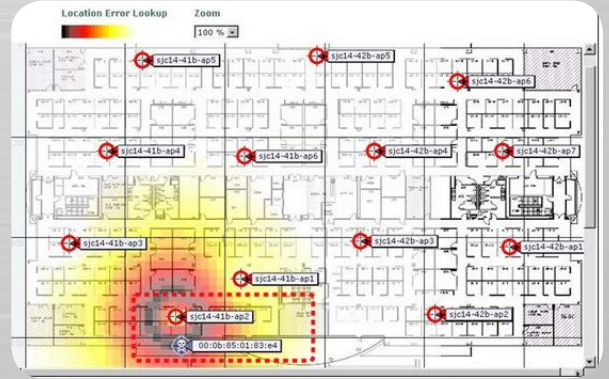 Location Error Lookup Zoom
100 %
sjc14-41b-ap5
sjc14-42b-ap5
sjc14-42b-ap6
sjc14-41b-ap4
sjc14-41b-ap6
sjc14-42b-ap4
sjc14-42b-ap7
sjc14-41b-ap3
sjc14-42b-ap3
sjc14-42b-ap1
sjc14-41b-ap1
sjc14-41b-ap2
sjc14-42b-ap2
00:0b:85:01:83:e4